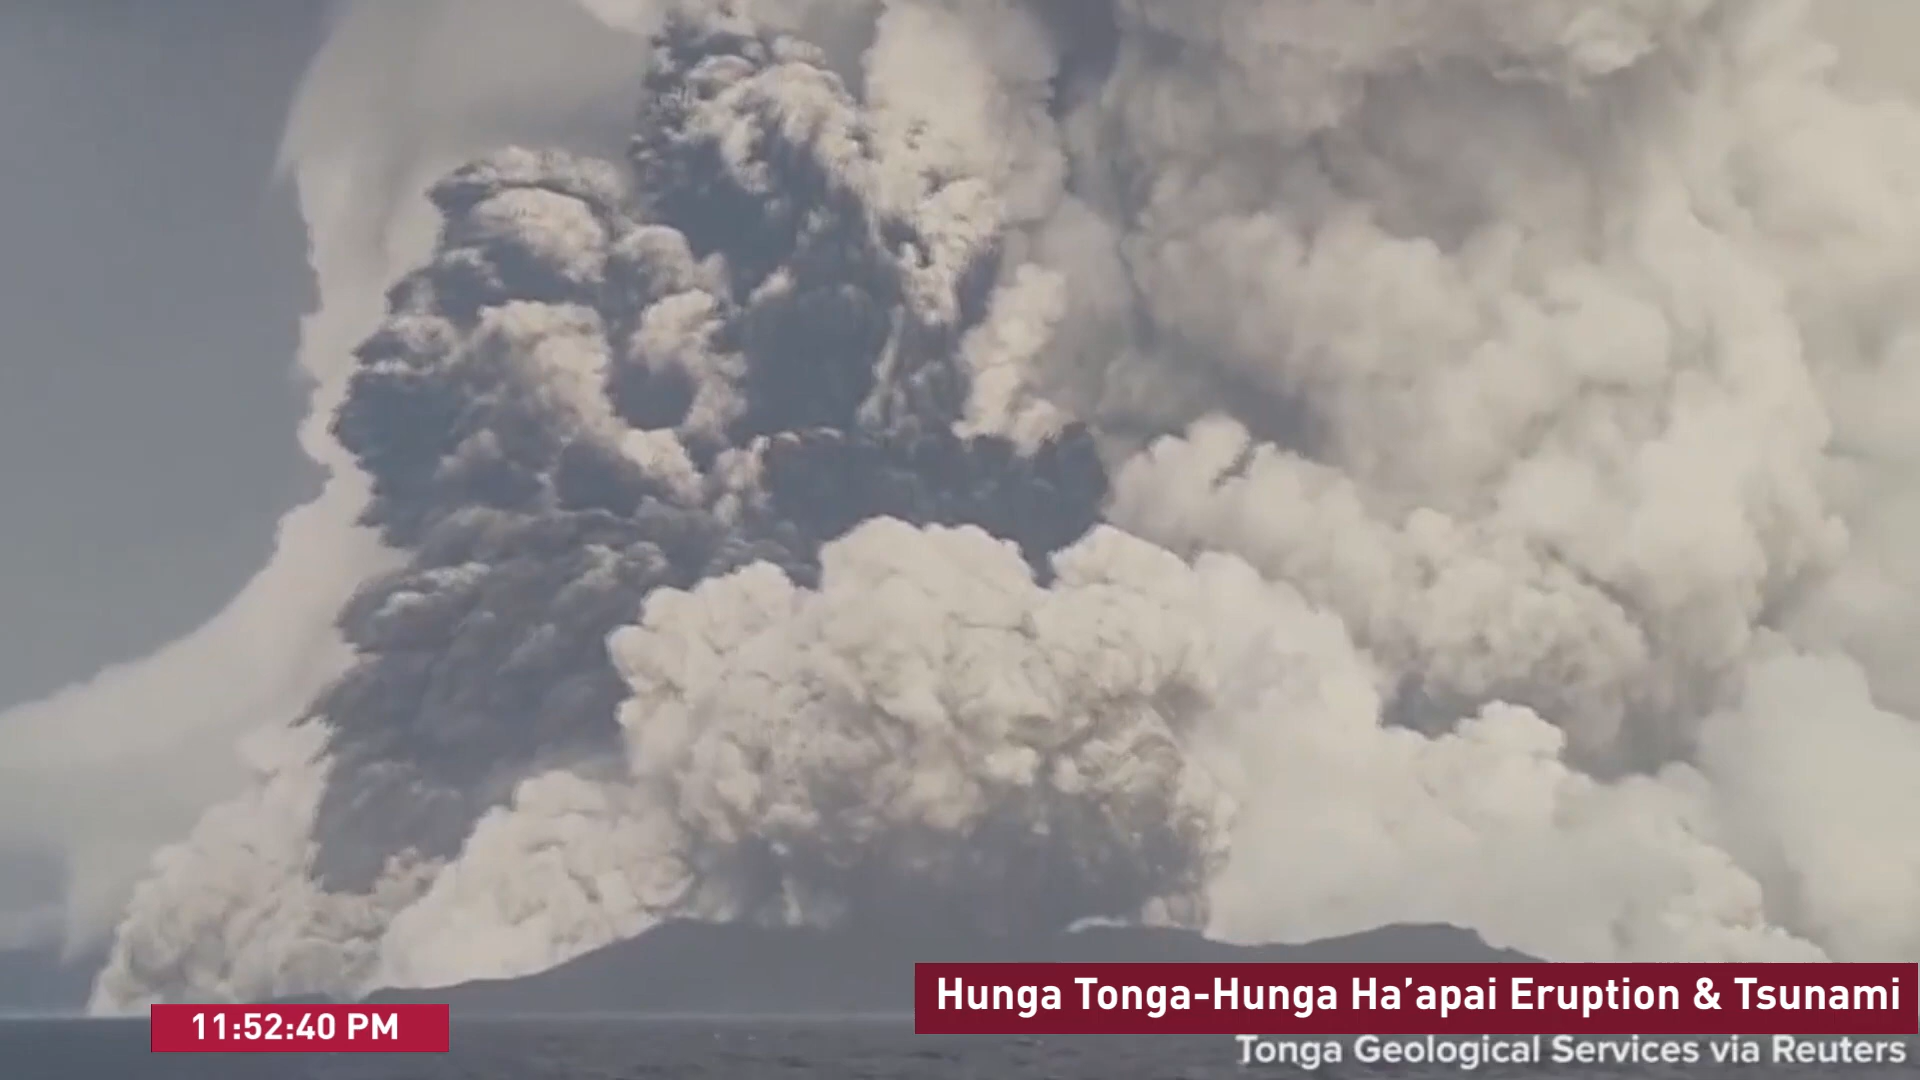 Hunga Tonga-Hunga Ha’apai Eruption & Tsunami
11:52:40 PM
Tonga Geological Services via Reuters